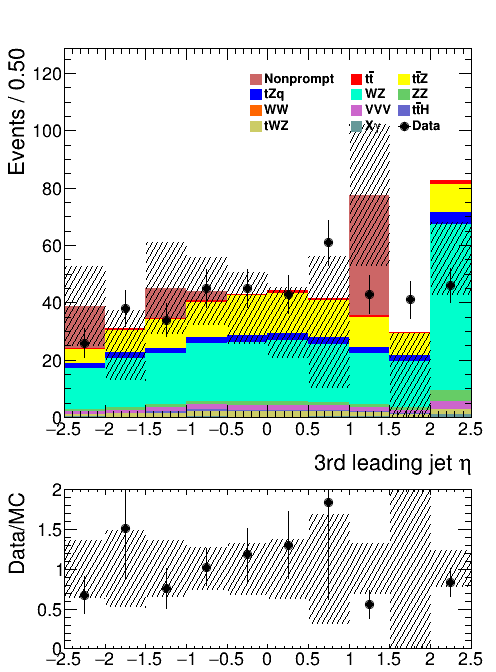 Events / 0.50
120
100
80
60
40
20
0
Nonprompt tt̄ tt̄Z
tZq WZ ZZ
WW VVV tt̄H
tWZ Xγ Data
−2.5 −2 −1.5 −1 −0.5 0 0.5 1 1.5 2 2.5
3rd leading jet η
Data/MC
2
1.5
1
0.5
0
−2.5 −2 −1.5 −1 −0.5 0 0.5 1 1.5 2 2.5